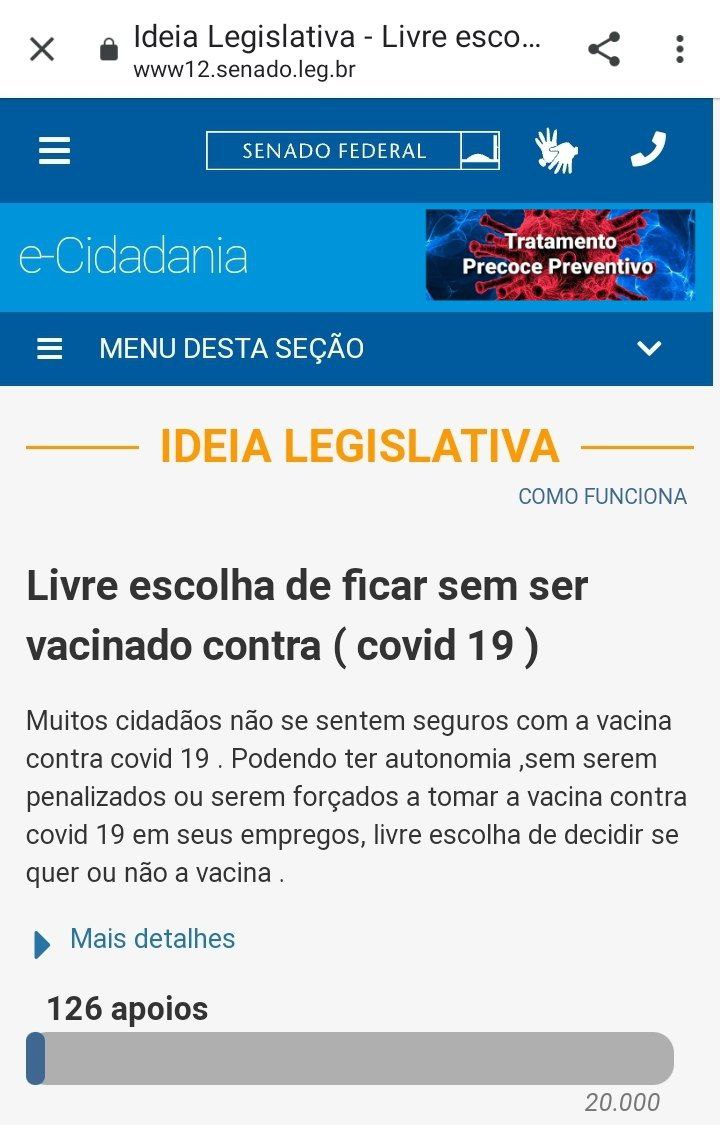 Ideia Legislativa - Livre esco...
www12.senado.leg.br
SENADO FEDERAL
e-Cidadania
Tratamento
Precoce Preventivo
MENU DESTA SEÇÃO
IDEIA LEGISLATIVA
COMO FUNCIONA
Livre escolha de ficar sem ser
vacinado contra ( covid 19 )
Muitos cidadãos não se sentem seguros com a vacina
contra covid 19 . Podendo ter autonomia ,sem serem
penalizados ou serem forçados a tomar a vacina contra
covid 19 em seus empregos, livre escolha de decidir se
quer ou não a vacina .
Mais detalhes
126 apoios
20.000